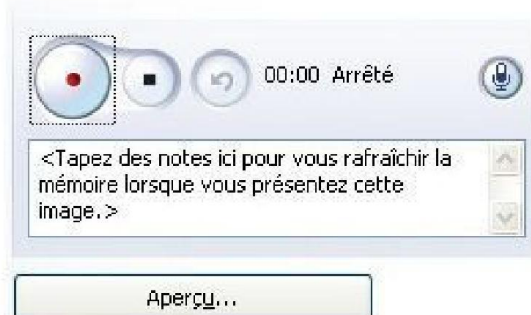 00:00 Arrêté
<Tapez des notes ici pour vous rafraîchir la
mémoire lorsque vous présentez cette
image.>
Aperçu...